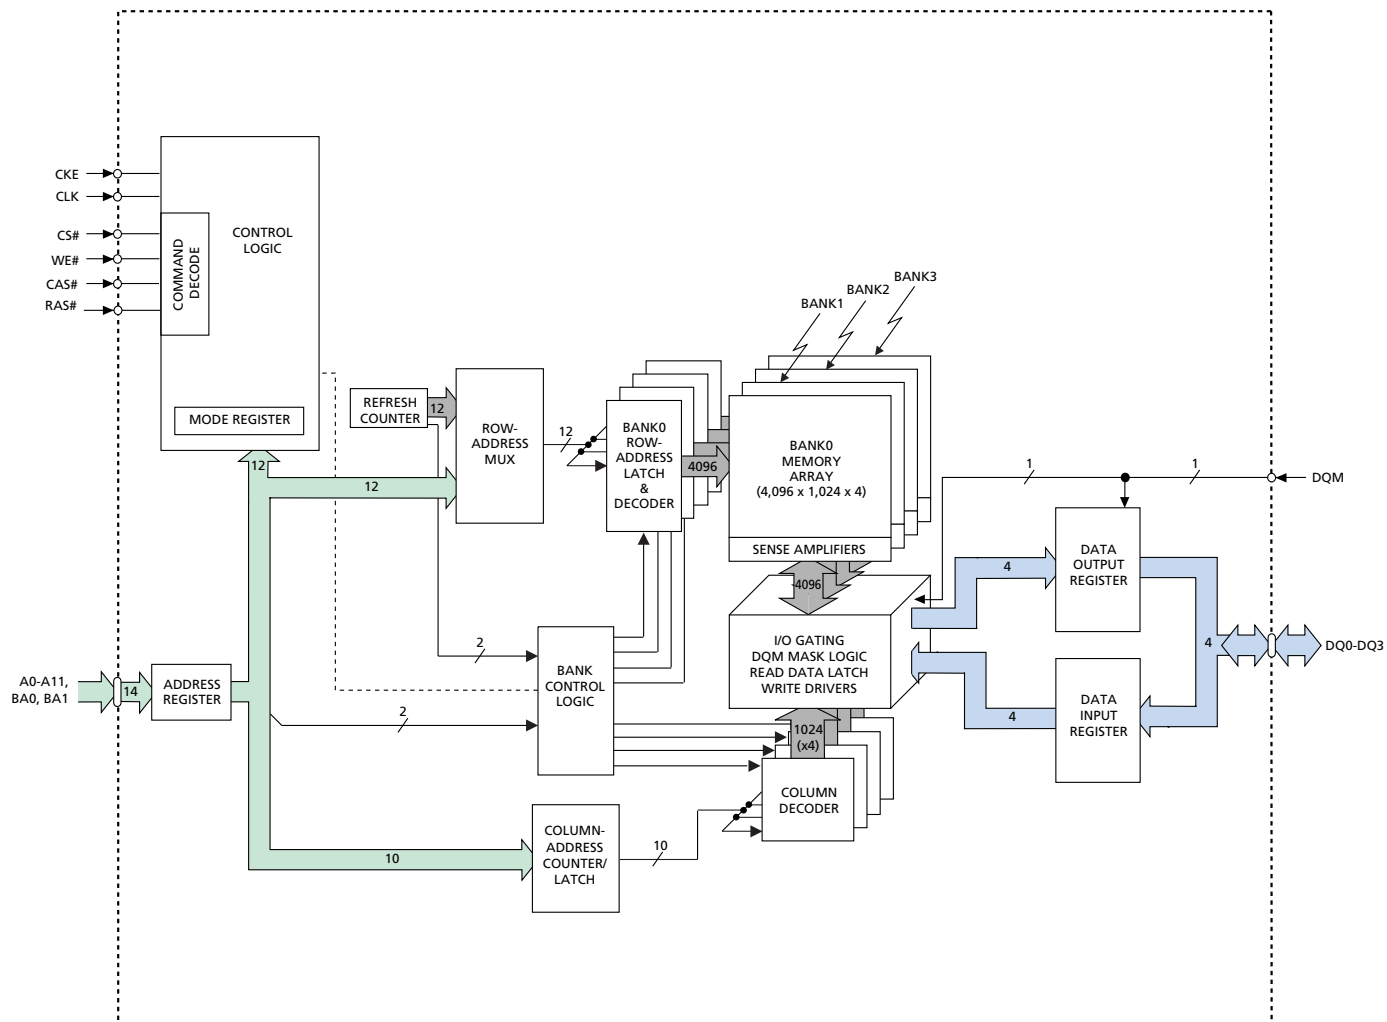 CKE
CLK
CS#
WE#
CAS#
RAS#
COMMAND
DECODE
CONTROL
LOGIC
MODE REGISTER
12
REFRESH
COUNTER
12
12
ROW-
ADDRESS
MUX
12
BANK0
ROW-
ADDRESS
LATCH
&
DECODER
4096
BANK1
BANK2
BANK3
BANK0
MEMORY
ARRAY
(4,096 x 1,024 x 4)
SENSE AMPLIFIERS
4096
I/O GATING
DQM MASK LOGIC
READ DATA LATCH
WRITE DRIVERS
1
1
DQM
DATA
OUTPUT
REGISTER
4
4
DQ0-DQ3
DATA
INPUT
REGISTER
4
A0-A11,
BA0, BA1
14
ADDRESS
REGISTER
2
2
BANK
CONTROL
LOGIC
1024
(x4)
COLUMN
DECODER
10
COLUMN-
ADDRESS
COUNTER/
LATCH
10